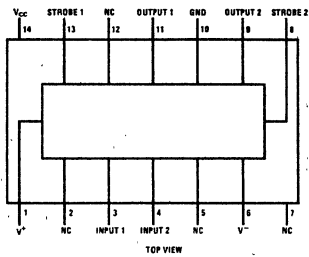 VCC STROBE 1 NC OUTPUT 1 GND OUTPUT 2 STROBE 2
14 13 12 11 10 9 8
1 2 3 4 5 6 7
V+ NC INPUT 1 INPUT 2 NC V− NC
TOP VIEW